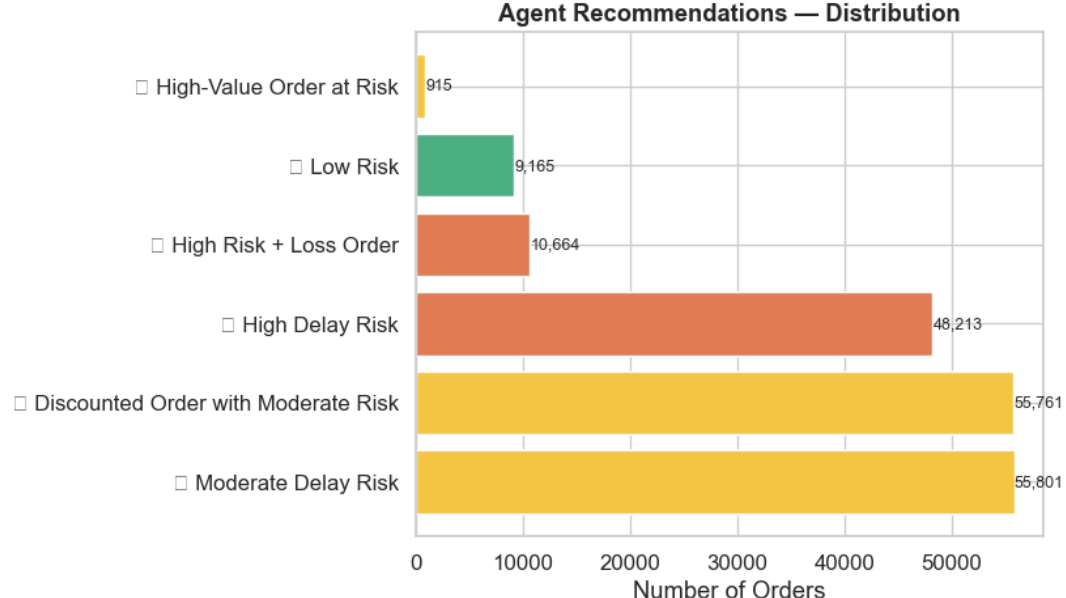 Agent Recommendations — Distribution
□ High-Value Order at Risk
915
□ Low Risk
9,165
□ High Risk + Loss Order
10,664
□ High Delay Risk
48,213
□ Discounted Order with Moderate Risk
55,761
□ Moderate Delay Risk
55,801
0 10000 20000 30000 40000 50000
Number of Orders